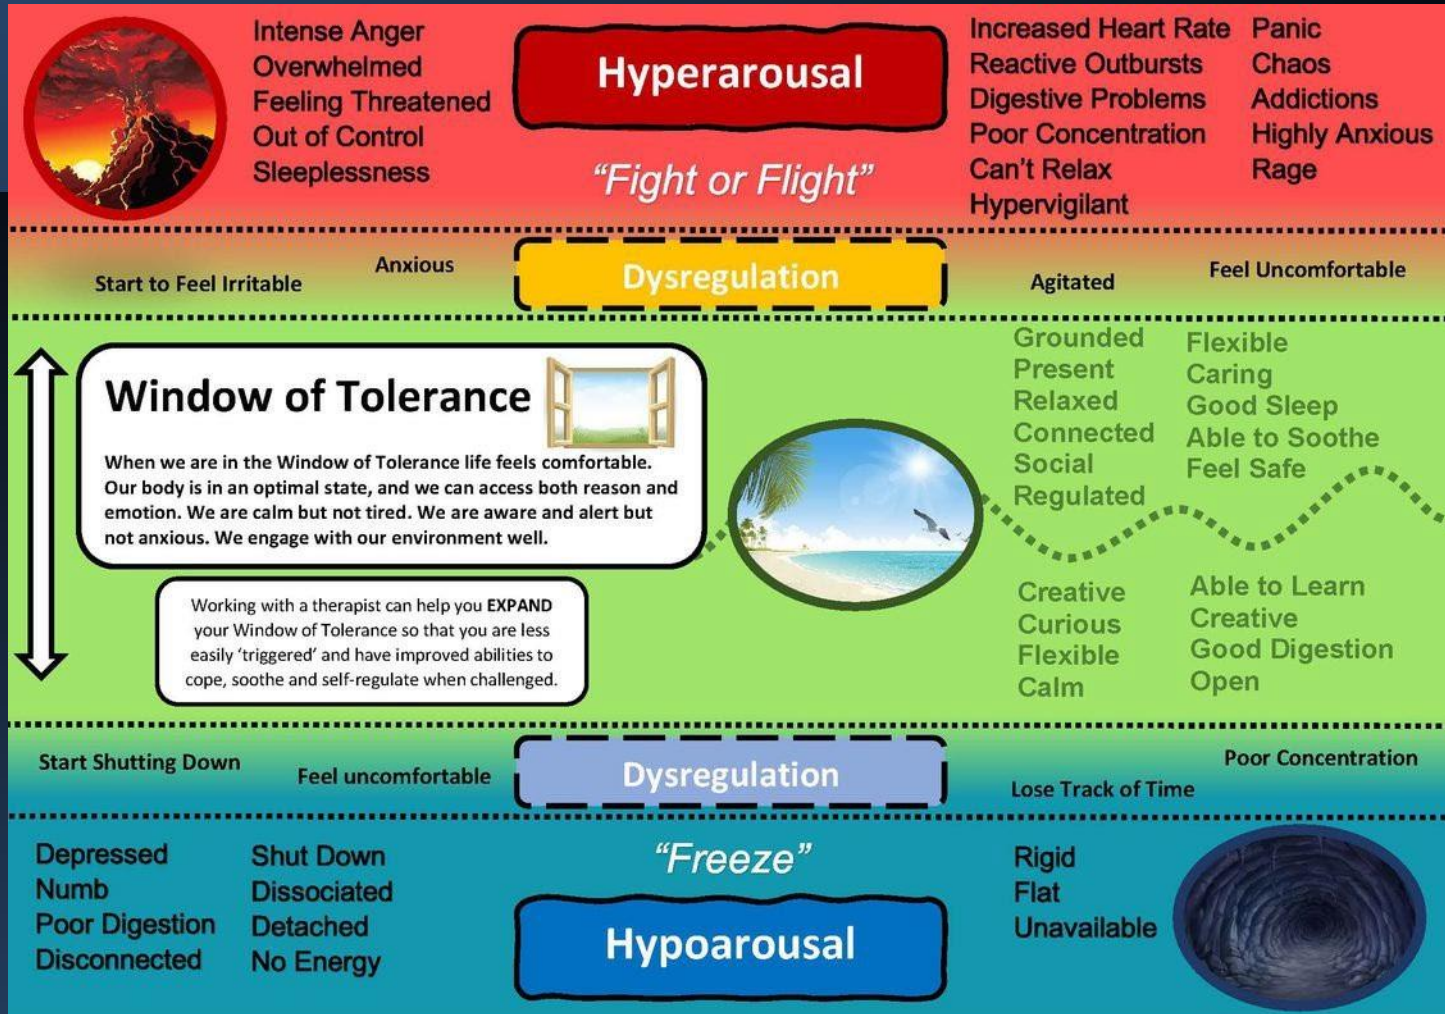 Intense Anger
Overwhelmed
Feeling Threatened
Out of Control
Sleeplessness
Hyperarousal
“Fight or Flight”
Increased Heart Rate
Reactive Outbursts
Digestive Problems
Poor Concentration
Can't Relax
Hypervigilant
Panic
Chaos
Addictions
Highly Anxious
Rage
Start to Feel Irritable
Anxious
Dysregulation
Agitated
Feel Uncomfortable
Window of Tolerance
When we are in the Window of Tolerance life feels comfortable.
Our body is in an optimal state, and we can access both reason and
emotion. We are calm but not tired. We are aware and alert but
not anxious. We engage with our environment well.
Working with a therapist can help you EXPAND
your Window of Tolerance so that you are less
easily ‘triggered’ and have improved abilities to
cope, soothe and self-regulate when challenged.
Grounded
Present
Relaxed
Connected
Social
Regulated
Flexible
Caring
Good Sleep
Able to Soothe
Feel Safe
Creative
Curious
Flexible
Calm
Able to Learn
Creative
Good Digestion
Open
Start Shutting Down
Feel uncomfortable
Dysregulation
Lose Track of Time
Poor Concentration
Depressed
Numb
Poor Digestion
Disconnected
Shut Down
Dissociated
Detached
No Energy
“Freeze”
Hypoarousal
Rigid
Flat
Unavailable